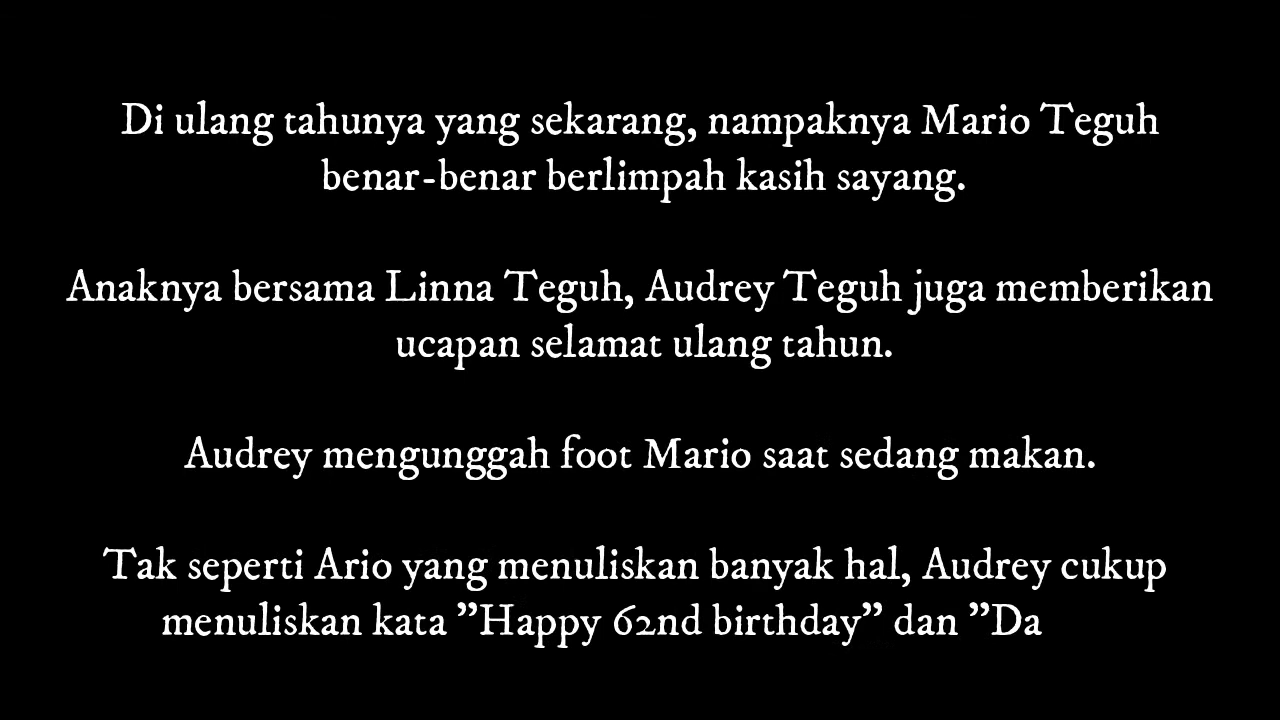 Di ulang tahunya yang sekarang, nampaknya Mario Teguh
benar-benar berlimpah kasih sayang.
Anaknya bersama Linna Teguh, Audrey Teguh juga memberikan
ucapan selamat ulang tahun.
Audrey mengunggah foot Mario saat sedang makan.
Tak seperti Ario yang menuliskan banyak hal, Audrey cukup
menuliskan kata ”Happy 62nd birthday” dan ”Da